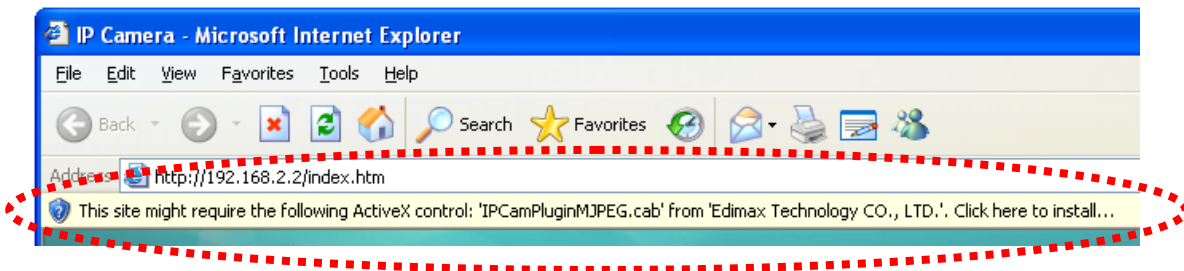 IP Camera - Microsoft Internet Explorer
File Edit View Favorites Tools Help
Back Search Favorites
Address http://192.168.2.2/index.htm
This site might require the following ActiveX control: 'IPCamPluginMJPEG.cab' from 'Edimax Technology CO., LTD.'. Click here to install...